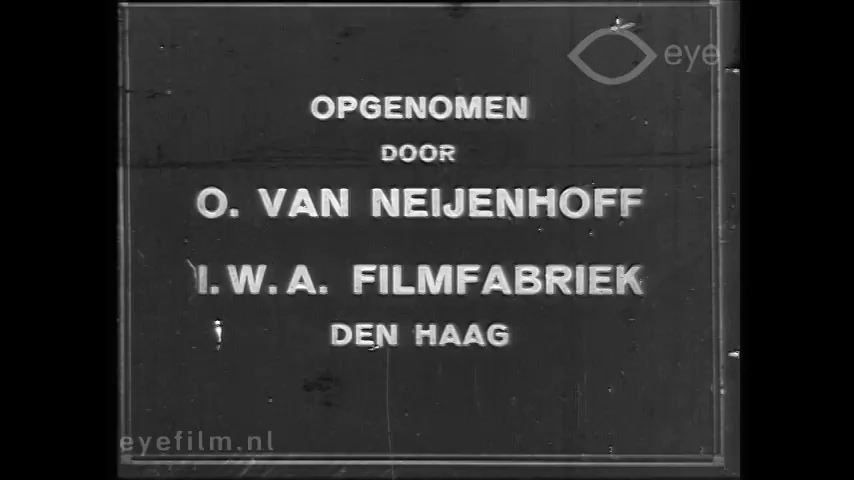 eye
OPGENOMEN
DOOR
O. VAN NEIJENHOFF
I.W.A. FILMFABRIEK
DEN HAAG
eyefilm.nl